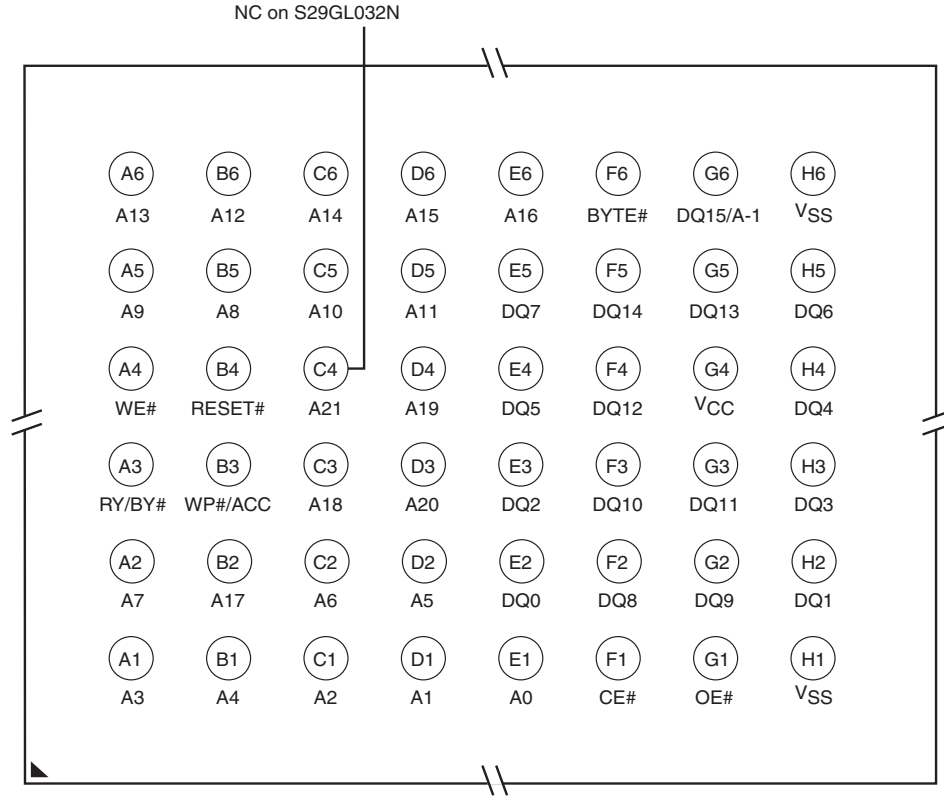 NC on S29GL032N
A6 B6 C6 D6 E6 F6 G6 H6
A13 A12 A14 A15 A16 BYTE# DQ15/A-1 VSS
A5 B5 C5 D5 E5 F5 G5 H5
A9 A8 A10 A11 DQ7 DQ14 DQ13 DQ6
A4 B4 C4 D4 E4 F4 G4 H4
WE# RESET# A21 A19 DQ5 DQ12 VCC DQ4
A3 B3 C3 D3 E3 F3 G3 H3
RY/BY# WP#/ACC A18 A20 DQ2 DQ10 DQ11 DQ3
A2 B2 C2 D2 E2 F2 G2 H2
A7 A17 A6 A5 DQ0 DQ8 DQ9 DQ1
A1 B1 C1 D1 E1 F1 G1 H1
A3 A4 A2 A1 A0 CE# OE# VSS